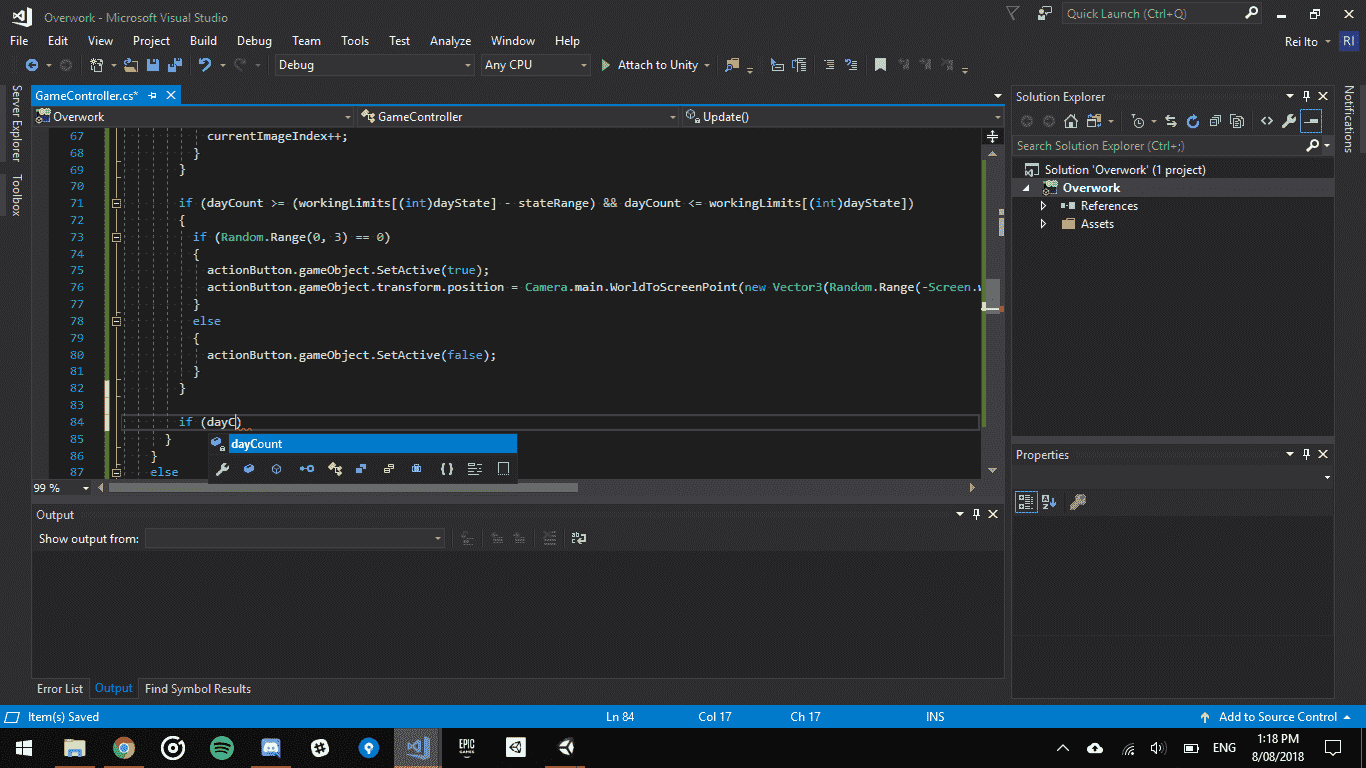 Overwork - Microsoft Visual Studio
Quick Launch (Ctrl+Q)
File Edit View Project Build Debug Team Tools Test Analyze Window Help
Rei Ito RI
Debug Any CPU Attach to Unity
Server Explorer
Toolbox
GameController.cs*
Overwork GameController Update()
67 currentImageIndex++;
68 }
69 }
70
71 if (dayCount >= (workingLimits[(int)dayState] - stateRange) && dayCount <= workingLimits[(int)dayState])
72 {
73 if (Random.Range(0, 3) == 0)
74 {
75 actionButton.gameObject.SetActive(true);
76 actionButton.gameObject.transform.position = Camera.main.WorldToScreenPoint(new Vector3(Random.Range(-Screen.w
77 }
78 else
79 {
80 actionButton.gameObject.SetActive(false);
81 }
82 }
83
84 if (dayC)
85 }
dayCount
86 }
87 else
99 %
Output
Show output from:
Error List Output Find Symbol Results
Solution Explorer
Search Solution Explorer (Ctrl+;)
Solution 'Overwork' (1 project)
Overwork
References
Assets
Properties
Notifications
Item(s) Saved Ln 84 Col 17 Ch 17 INS Add to Source Control
EPIC
GAMES
ENG
1:18 PM
8/08/2018